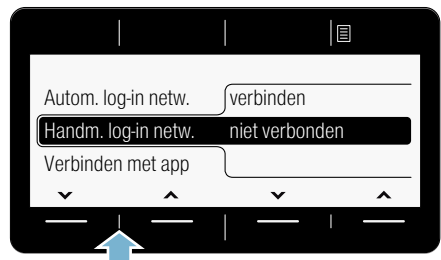 Autom. log-in netw. verbinden
Handm. log-in netw. niet verbonden
Verbinden met app